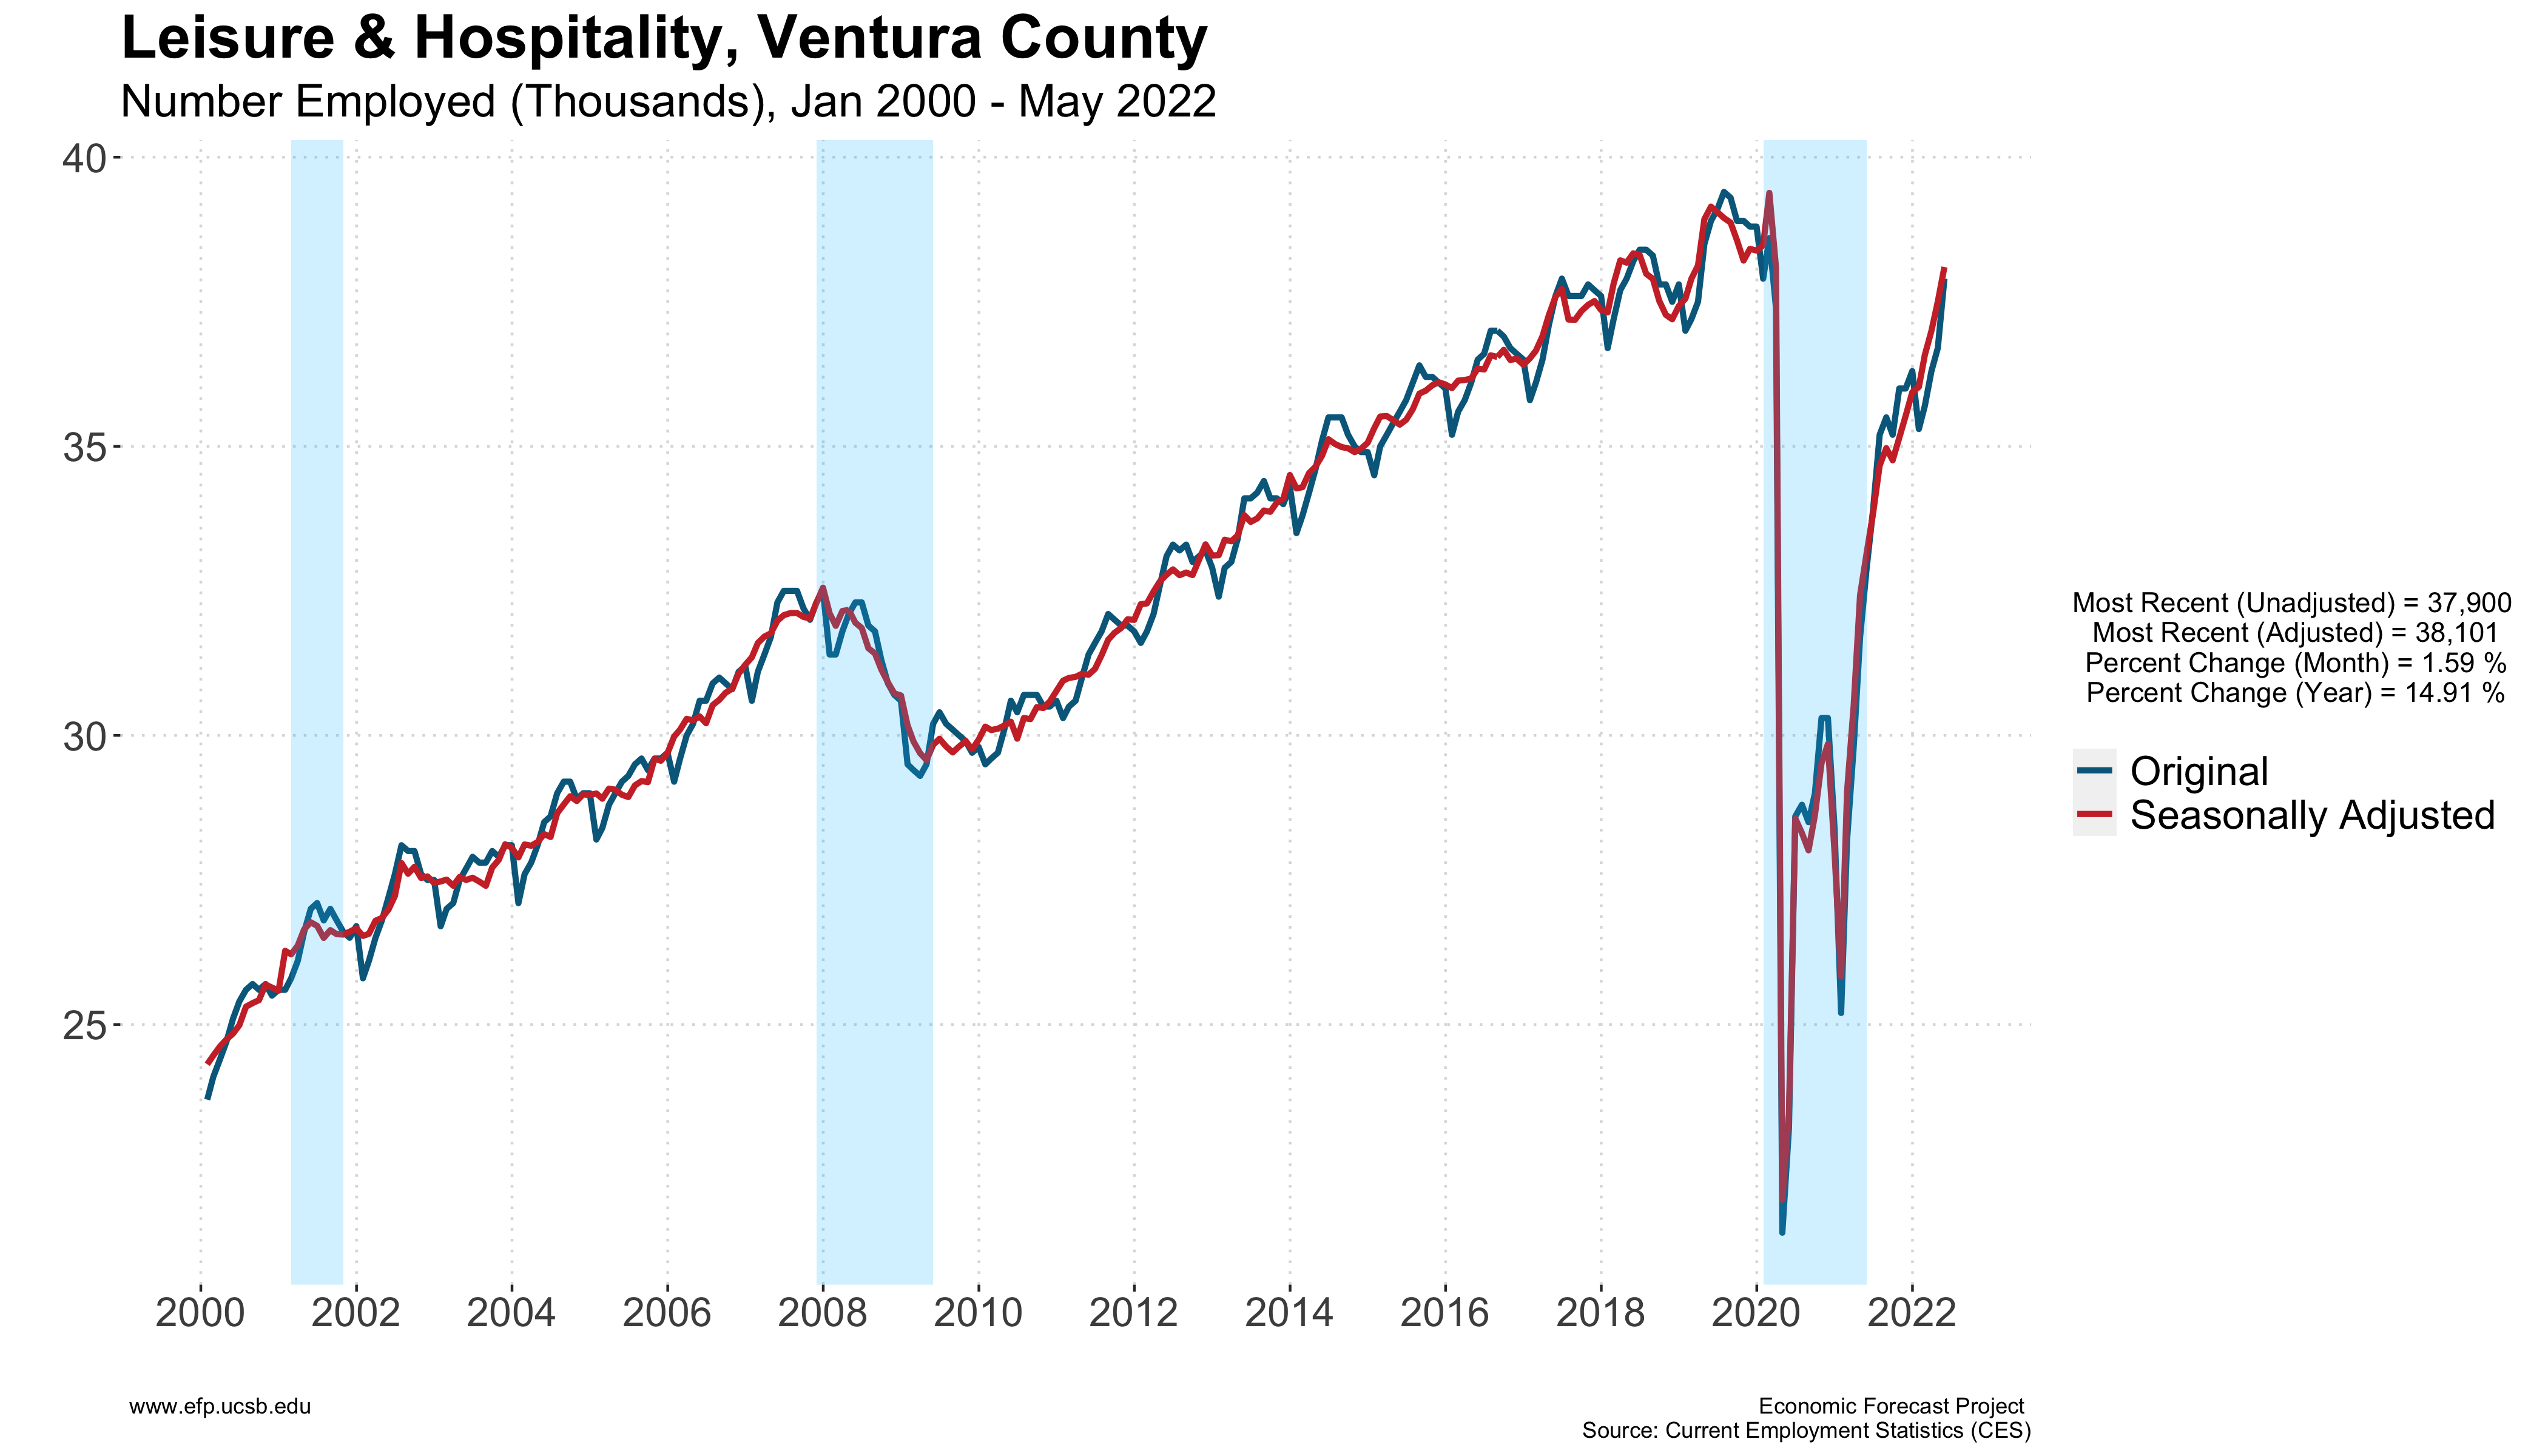 Leisure & Hospitality, Ventura County
Number Employed (Thousands), Jan 2000 - May 2022
40
35
30
25
2000 2002 2004 2006 2008 2010 2012 2014 2016 2018 2020 2022
Most Recent (Unadjusted) = 37,900
Most Recent (Adjusted) = 38,101
Percent Change (Month) = 1.59 %
Percent Change (Year) = 14.91 %
Original
Seasonally Adjusted
www.efp.ucsb.edu
Economic Forecast Project
Source: Current Employment Statistics (CES)